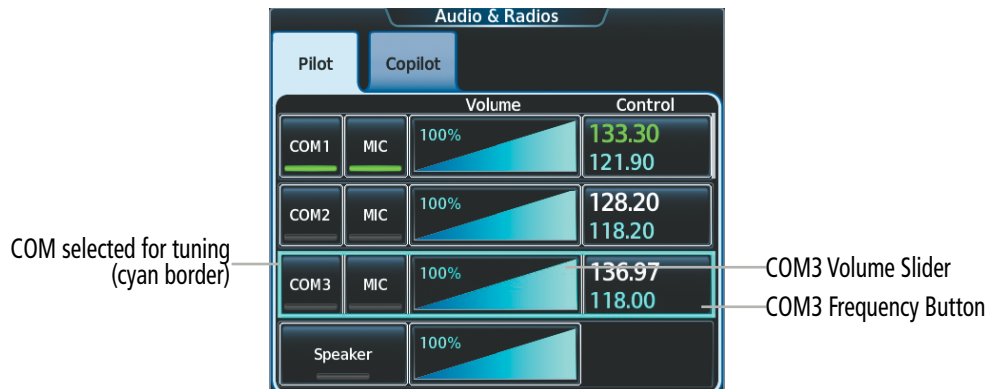 Audio & Radios
Pilot
Copilot
Volume
Control
COM1
MIC
100%
133.30
121.90
COM2
MIC
100%
128.20
118.20
COM selected for tuning
(cyan border)
COM3
MIC
100%
136.97
118.00
COM3 Volume Slider
COM3 Frequency Button
Speaker
100%